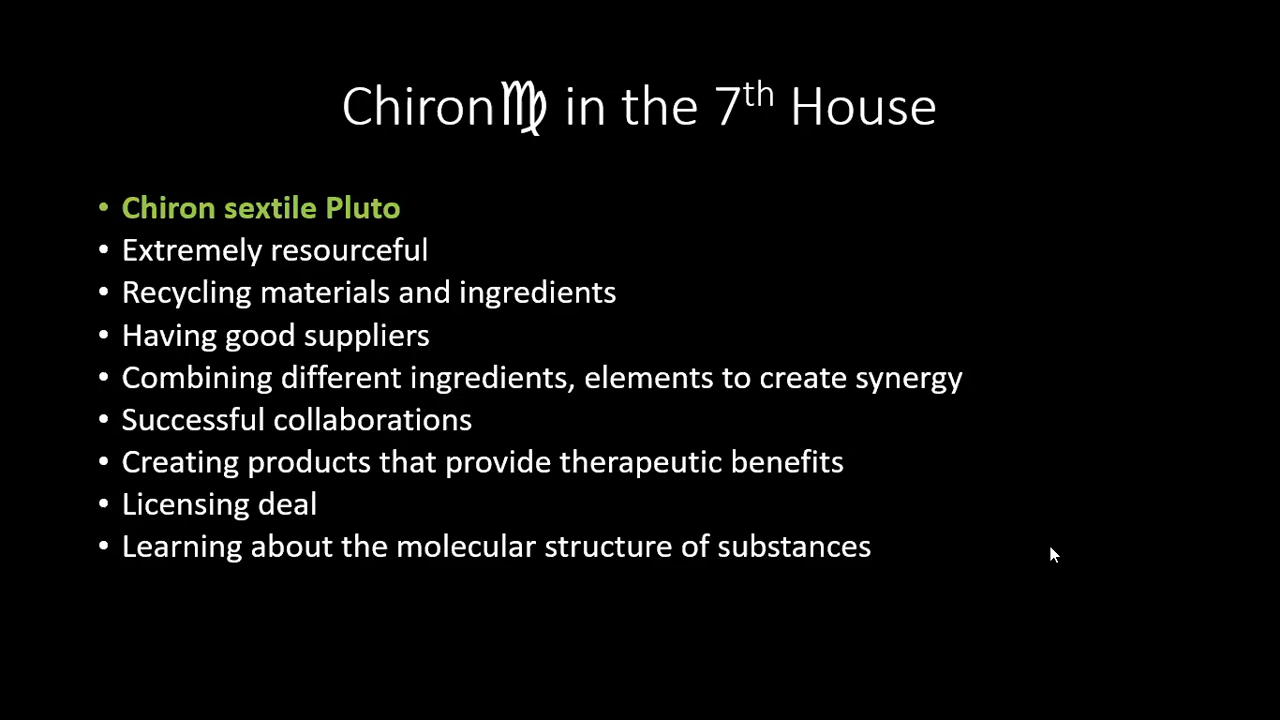 Chiron♍ in the 7th House
• Chiron sextile Pluto
• Extremely resourceful
• Recycling materials and ingredients
• Having good suppliers
• Combining different ingredients, elements to create synergy
• Successful collaborations
• Creating products that provide therapeutic benefits
• Licensing deal
• Learning about the molecular structure of substances